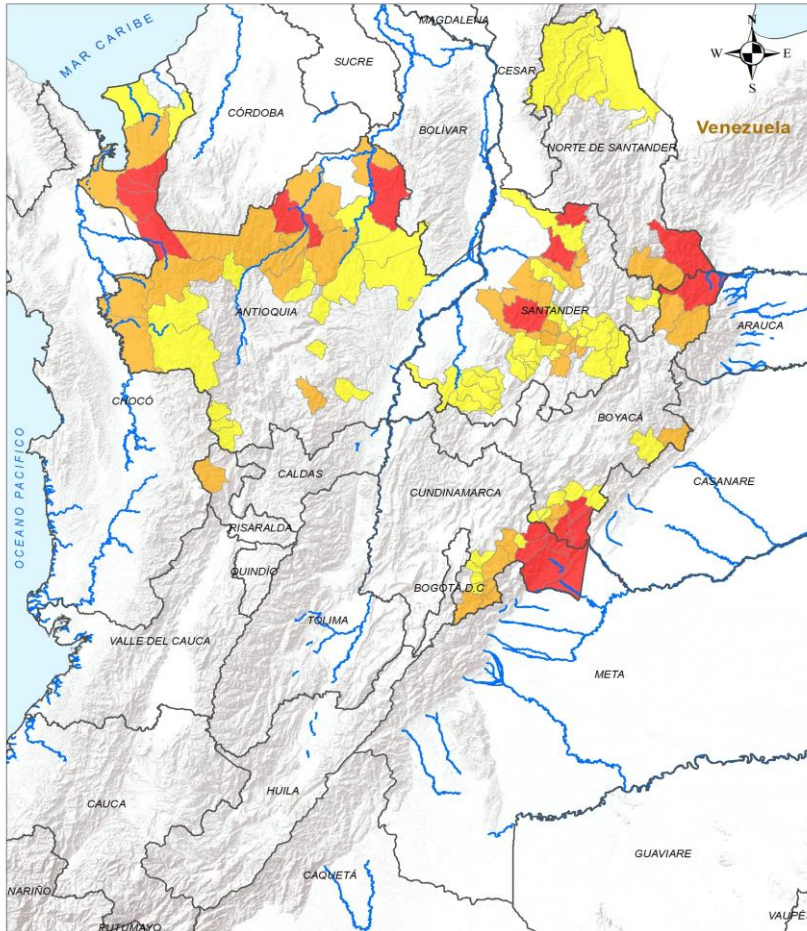 MAGDALENA
N
MAR CARIBE
SUCRE
W
E
CESAR
S
CÓRDOBA
BOLÍVAR
Venezuela
NORTE DE SANTANDER
ANTIOQUIA
SANTANDER
ARAUCA
CHOCÓ
BOYACÁ
CALDAS
CUNDINAMARCA
CASANARE
OCEANO PACIFICO
RISARALDA
QUINDÍO
BOGOTÁ D.C
TOLIMA
VALLE DEL CAUCA
META
HUILA
CAUCA
GUAVIARE
CAQUETÁ
NARIÑO
PUTUMAYO
VAUPÉS